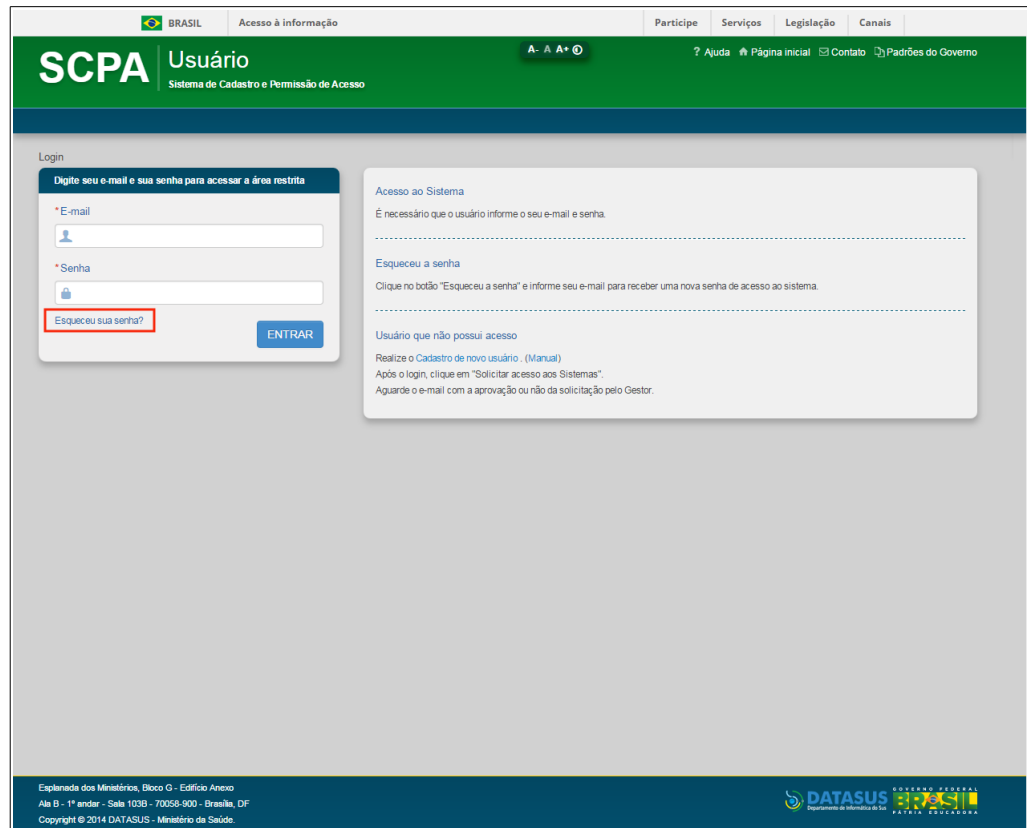 BRASIL Acesso à informação Participe Serviços Legislação Canais
SCPA Usuário
Sistema de Cadastro e Permissão de Acesso
A- A A+
? Ajuda Página inicial Contato Padrões do Governo
Login
Digite seu e-mail e sua senha para acessar a área restrita
*E-mail
*Senha
Esqueceu sua senha?
ENTRAR
Acesso ao Sistema
É necessário que o usuário informe o seu e-mail e senha.
Esqueceu a senha
Clique no botão "Esqueceu a senha" e informe seu e-mail para receber uma nova senha de acesso ao sistema.
Usuário que não possui acesso
Realize o Cadastro de novo usuário . (Manual)
Após o login, clique em "Solicitar acesso aos Sistemas".
Aguarde o e-mail com a aprovação ou não da solicitação pelo Gestor.
Esplanada dos Ministérios, Bloco G - Edifício Anexo
Ala B - 1º andar - Sala 103B - 70058-900 - Brasília, DF
Copyright © 2014 DATASUS - Ministério da Saúde.
DATASUS
Departamento de Informática do Sus
GOVERNO FEDERAL
BRASIL
PÁTRIA EDUCADORA